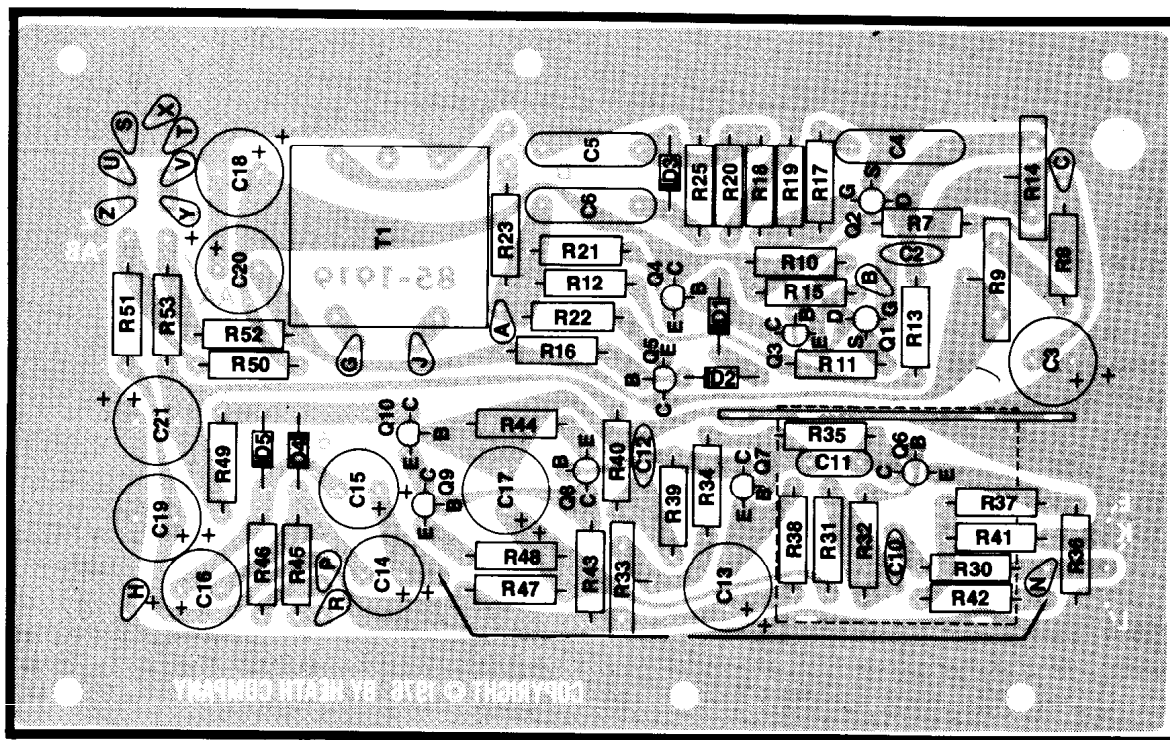 S
X
T
U
V
Z
Y
C18
C20
T1
85-1919
R23
C5
C6
D3
R25
R20
R18
R19
R17
C4
S
G
D
Q2
R7
C2
R14
C
R8
R9
R51
R53
R52
R50
G
J
A
R21
R12
R22
R16
Q4
C
B
E
D1
R10
R15
B
Q3
C
B
E
D
G
S
Q1
R13
R11
C3
Q5
E
B
C
D2
C21
R49
D5
D4
C15
Q10
C
B
E
R44
C17
Q9
C
B
E
R40
C12
E
B
C
Q8
R39
R34
Q7
C
B
E
R35
C11
Q6
C
B
E
R38
R31
R32
C10
R37
R41
R30
R42
N
R36
C19
C16
H
R46
R45
P
R
C14
R48
R47
R43
R33
C13
COPYRIGHT © 1976 BY HEATH COMPANY